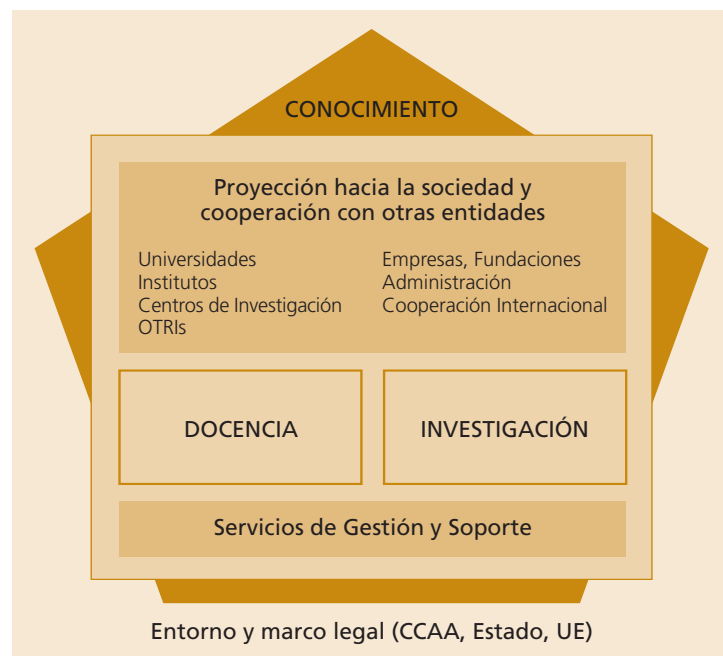 CONOCIMIENTO
Proyección hacia la sociedad y
cooperación con otras entidades
Universidades
Institutos
Centros de Investigación
OTRIs
Empresas, Fundaciones
Administración
Cooperación Internacional
DOCENCIA
INVESTIGACIÓN
Servicios de Gestión y Soporte
Entorno y marco legal (CCAA, Estado, UE)